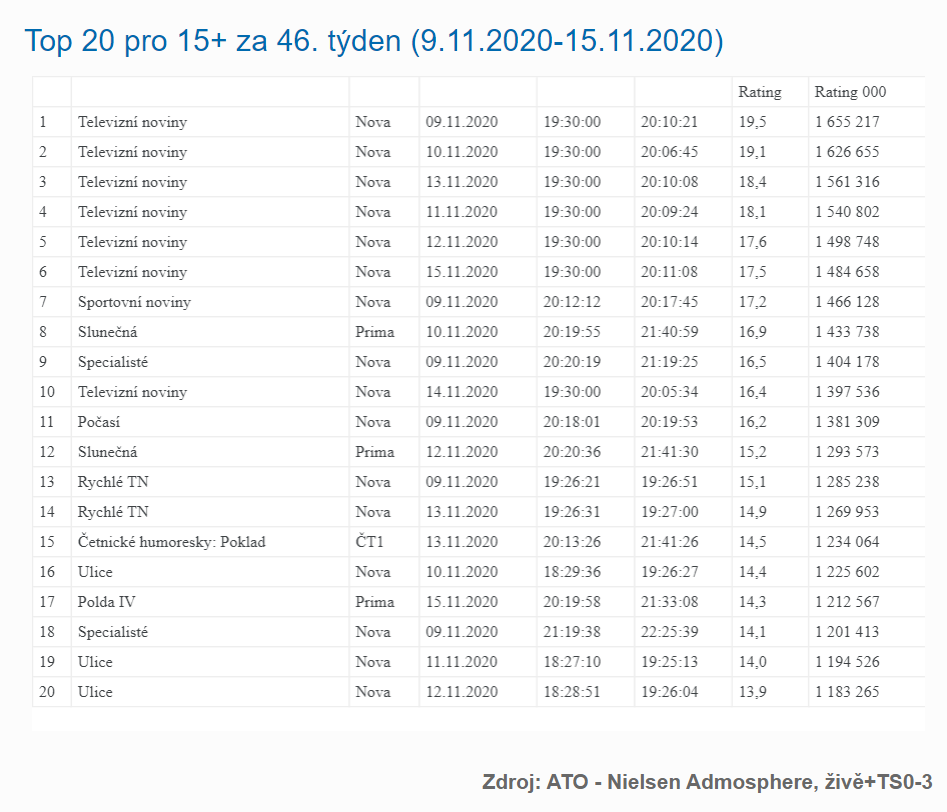 Top 20 pro 15+ za 46. týden (9.11.2020-15.11.2020)
Rating Rating 000
1 Televizní noviny Nova 09.11.2020 19:30:00 20:10:21 19,5 1 655 217
2 Televizní noviny Nova 10.11.2020 19:30:00 20:06:45 19,1 1 626 655
3 Televizní noviny Nova 13.11.2020 19:30:00 20:10:08 18,4 1 561 316
4 Televizní noviny Nova 11.11.2020 19:30:00 20:09:24 18,1 1 540 802
5 Televizní noviny Nova 12.11.2020 19:30:00 20:10:14 17,6 1 498 748
6 Televizní noviny Nova 15.11.2020 19:30:00 20:11:08 17,5 1 484 658
7 Sportovní noviny Nova 09.11.2020 20:12:12 20:17:45 17,2 1 466 128
8 Slunečná Prima 10.11.2020 20:19:55 21:40:59 16,9 1 433 738
9 Specialisté Nova 09.11.2020 20:20:19 21:19:25 16,5 1 404 178
10 Televizní noviny Nova 14.11.2020 19:30:00 20:05:34 16,4 1 397 536
11 Počasí Nova 09.11.2020 20:18:01 20:19:53 16,2 1 381 309
12 Slunečná Prima 12.11.2020 20:20:36 21:41:30 15,2 1 293 573
13 Rychlé TN Nova 09.11.2020 19:26:21 19:26:51 15,1 1 285 238
14 Rychlé TN Nova 13.11.2020 19:26:31 19:27:00 14,9 1 269 953
15 Četnické humoresky: Poklad ČT1 13.11.2020 20:13:26 21:41:26 14,5 1 234 064
16 Ulice Nova 10.11.2020 18:29:36 19:26:27 14,4 1 225 602
17 Polda IV Prima 15.11.2020 20:19:58 21:33:08 14,3 1 212 567
18 Specialisté Nova 09.11.2020 21:19:38 22:25:39 14,1 1 201 413
19 Ulice Nova 11.11.2020 18:27:10 19:25:13 14,0 1 194 526
20 Ulice Nova 12.11.2020 18:28:51 19:26:04 13,9 1 183 265
Zdroj: ATO - Nielsen Admosphere, živě+TS0-3